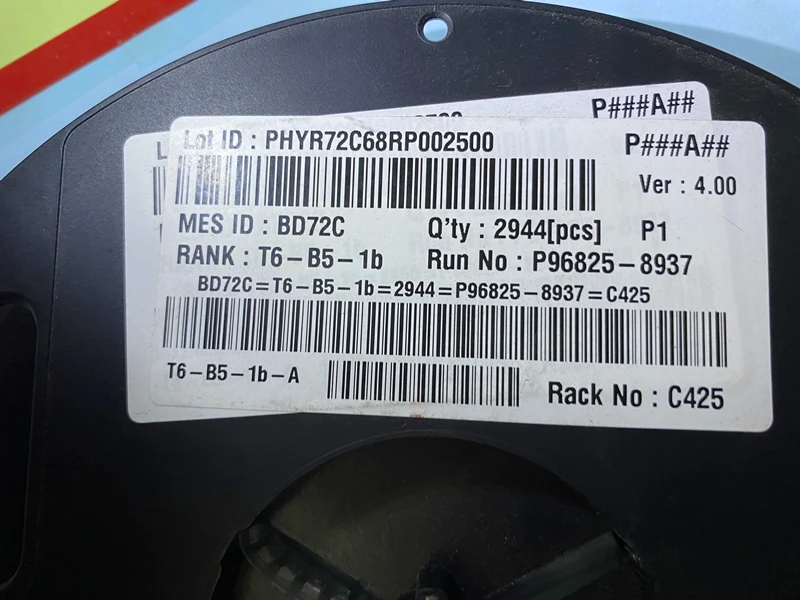 P###A##
Lot ID : PHYR72C68RP002500
P###A##
Ver : 4.00
MES ID : BD72C Q'ty : 2944[pcs] P1
RANK : T6-B5-1b Run No : P96825-8937
BD72C=T6-B5-1b=2944=P96825-8937=C425
T6-B5-1b-A
Rack No : C425